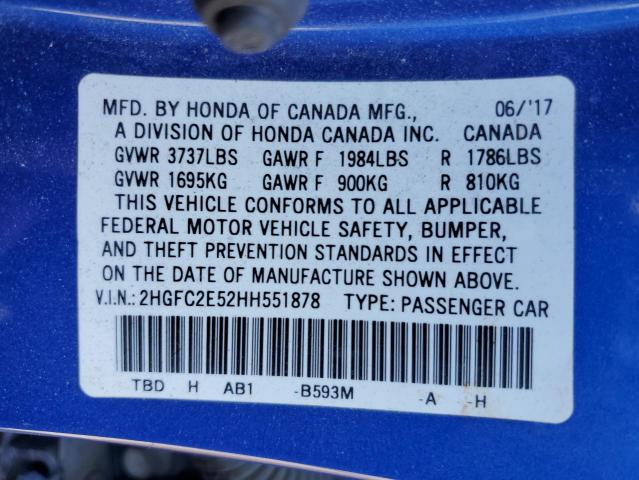 MFD. BY HONDA OF CANADA MFG., 06/'17
A DIVISION OF HONDA CANADA INC. CANADA
GVWR 3737LBS GAWR F 1984LBS R 1786LBS
GVWR 1695KG GAWR F 900KG R 810KG
THIS VEHICLE CONFORMS TO ALL APPLICABLE
FEDERAL MOTOR VEHICLE SAFETY, BUMPER,
AND THEFT PREVENTION STANDARDS IN EFFECT
ON THE DATE OF MANUFACTURE SHOWN ABOVE.
V.I.N.: 2HGFC2E52HH551878 TYPE: PASSENGER CAR
TBD H AB1 -B593M -A -H